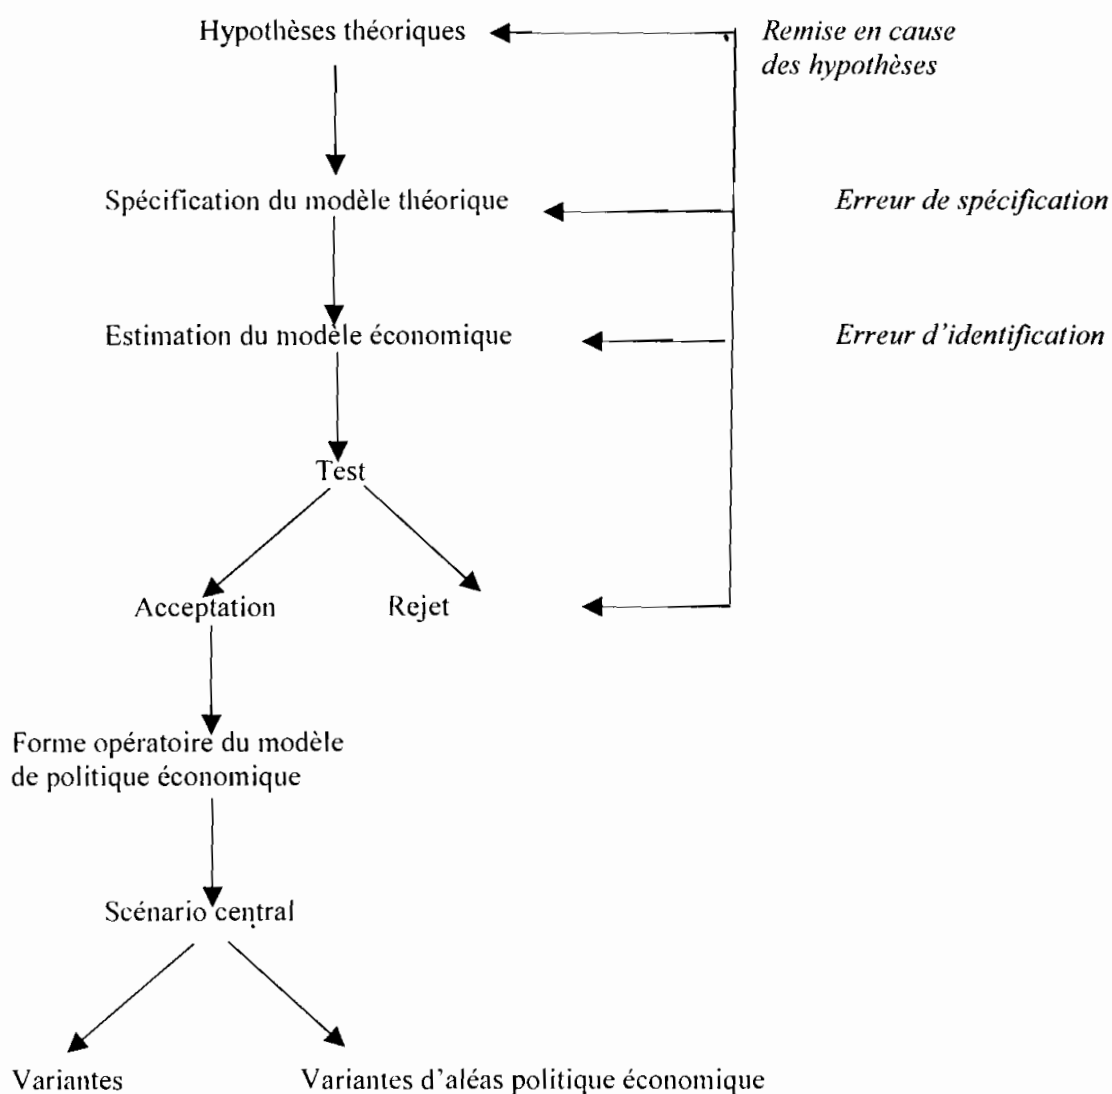 Hypothèses théoriques
Remise en cause
des hypothèses
Spécification du modèle théorique
Erreur de spécification
Estimation du modèle économique
Erreur d'identification
Test
Acceptation
Rejet
Forme opératoire du modèle
de politique économique
Scénario central
Variantes
Variantes d'aléas politique économique